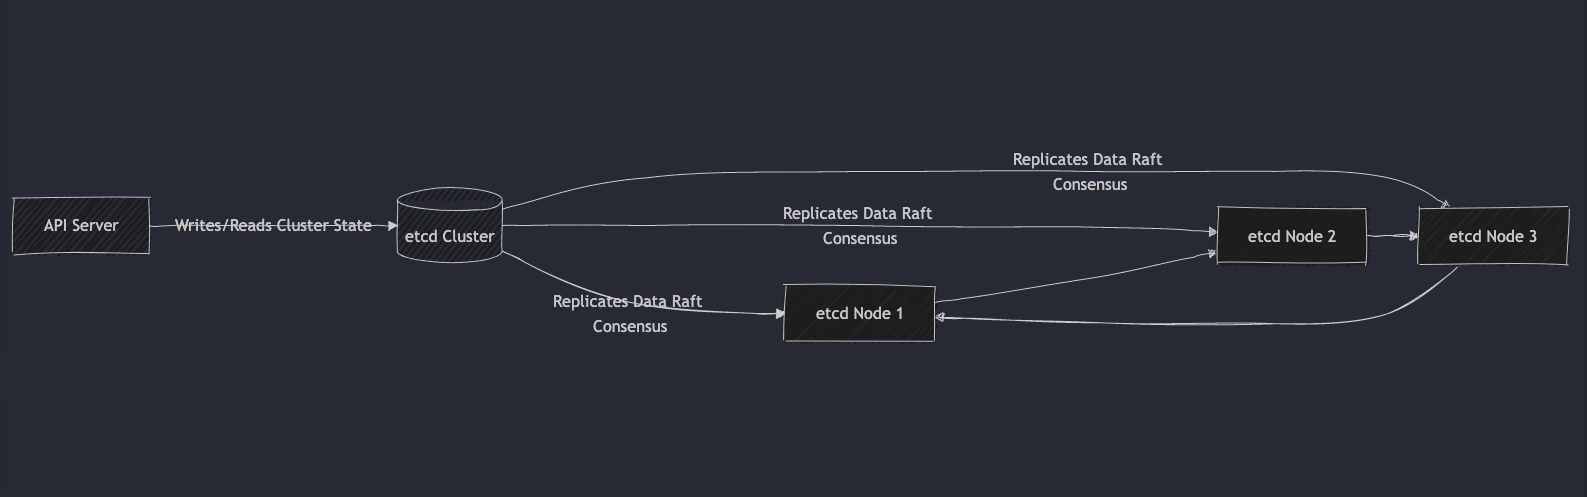 API Server
Writes/Reads Cluster State
etcd Cluster
Replicates Data Raft
Consensus
Replicates Data Raft
Consensus
Replicates Data Raft
Consensus
etcd Node 1
etcd Node 2
etcd Node 3